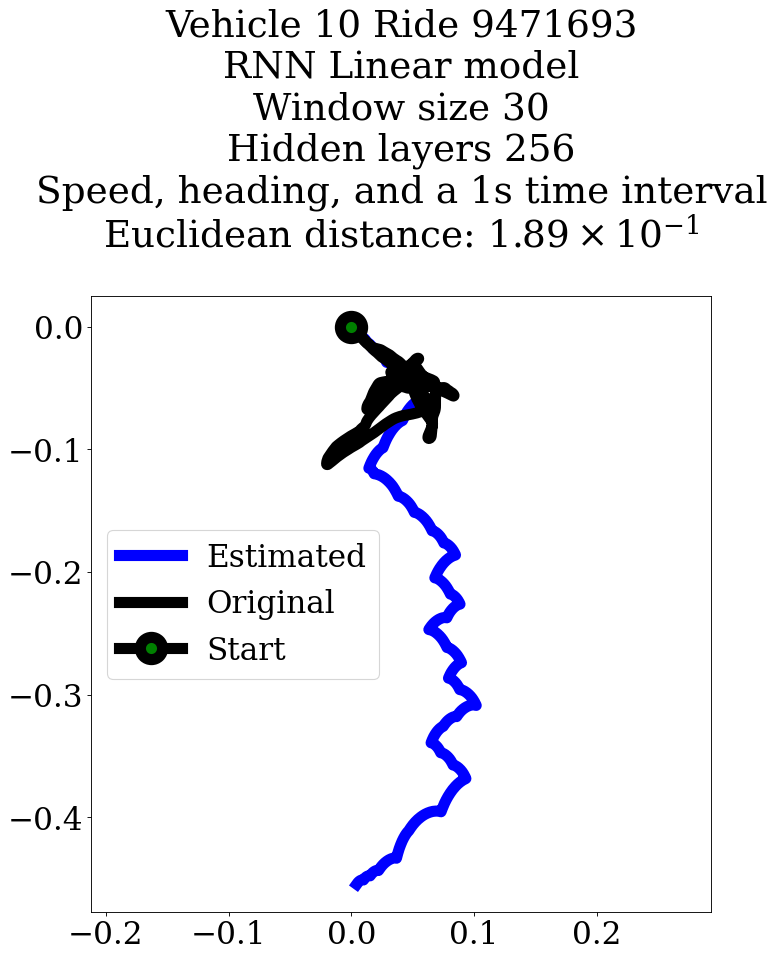 Vehicle 10 Ride 9471693
RNN Linear model
Window size 30
Hidden layers 256
Speed, heading, and a 1s time interval
Euclidean distance: 1.89 × 10⁻¹
0.0
−0.1
−0.2
−0.3
−0.4
Estimated
Original
Start
−0.2 −0.1 0.0 0.1 0.2